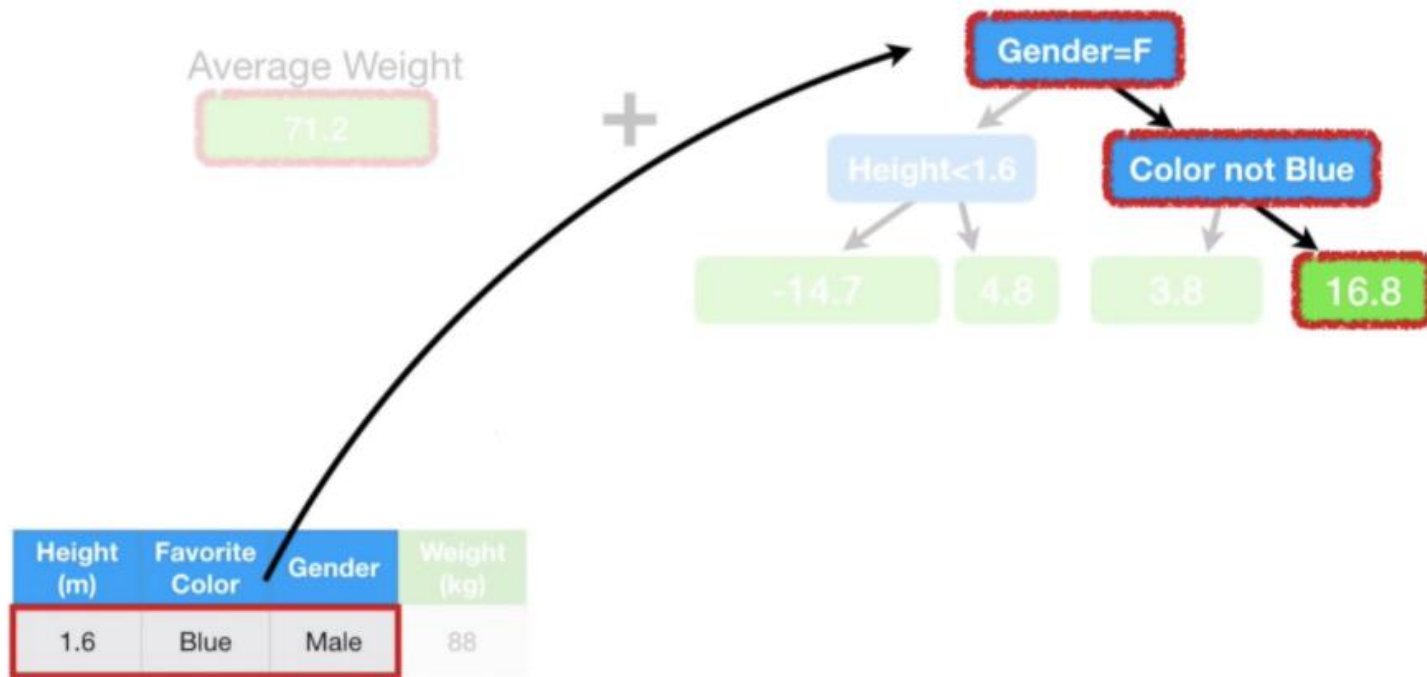 Average Weight
71.2
+
Gender=F
Height<1.6
Color not Blue
-14.7
4.8
3.8
16.8
Height (m)
Favorite Color
Gender
Weight (kg)
1.6
Blue
Male
88